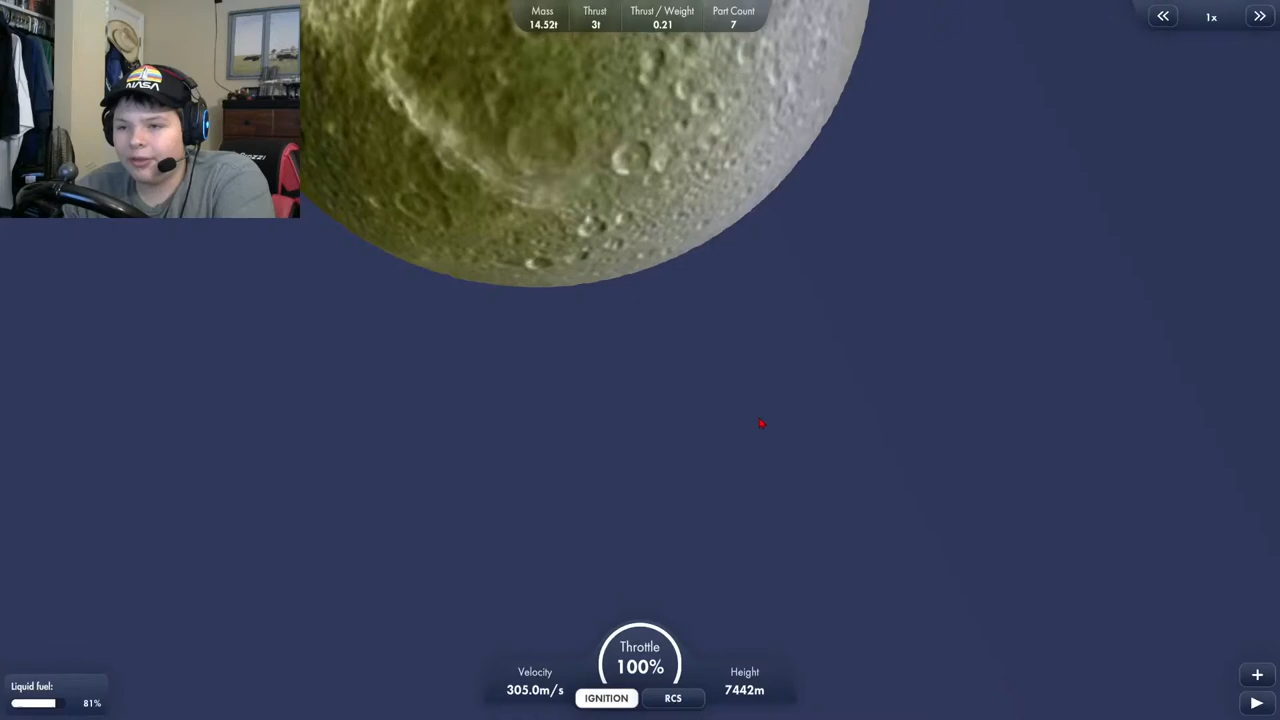 Mass
14.52t
Thrust
3t
Thrust / Weight
0.21
Part Count
7
1x
NASA
Throttle
100%
Velocity
305.0m/s
Height
7442m
IGNITION
RCS
Liquid fuel:
81%